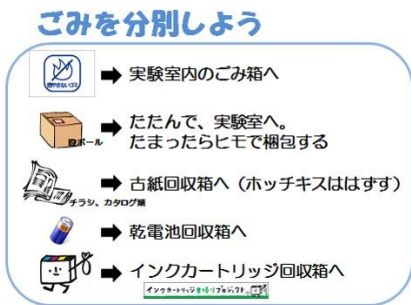 ごみを分別しよう
燃やさないゴミ
実験室内のごみ箱へ
段ボール
たたんで、実験室へ。
たまったらヒモで梱包する
チラシ、カタログ類
古紙回収箱へ（ホッチキスははずす）
乾電池回収箱へ
インクカートリッジ回収箱へ
インクカートリッジ里帰りプロジェクト